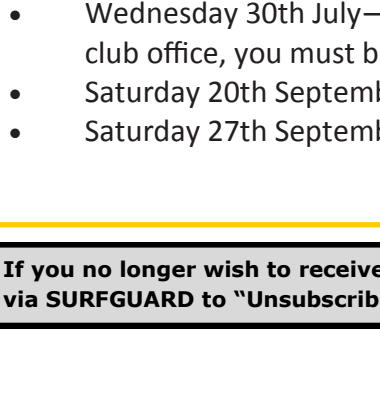 • Wednesday 30th July—
club office, you must b
• Saturday 20th Septemb
• Saturday 27th Septemb
If you no longer wish to receive
via SURFGUARD to “Unsubscrib